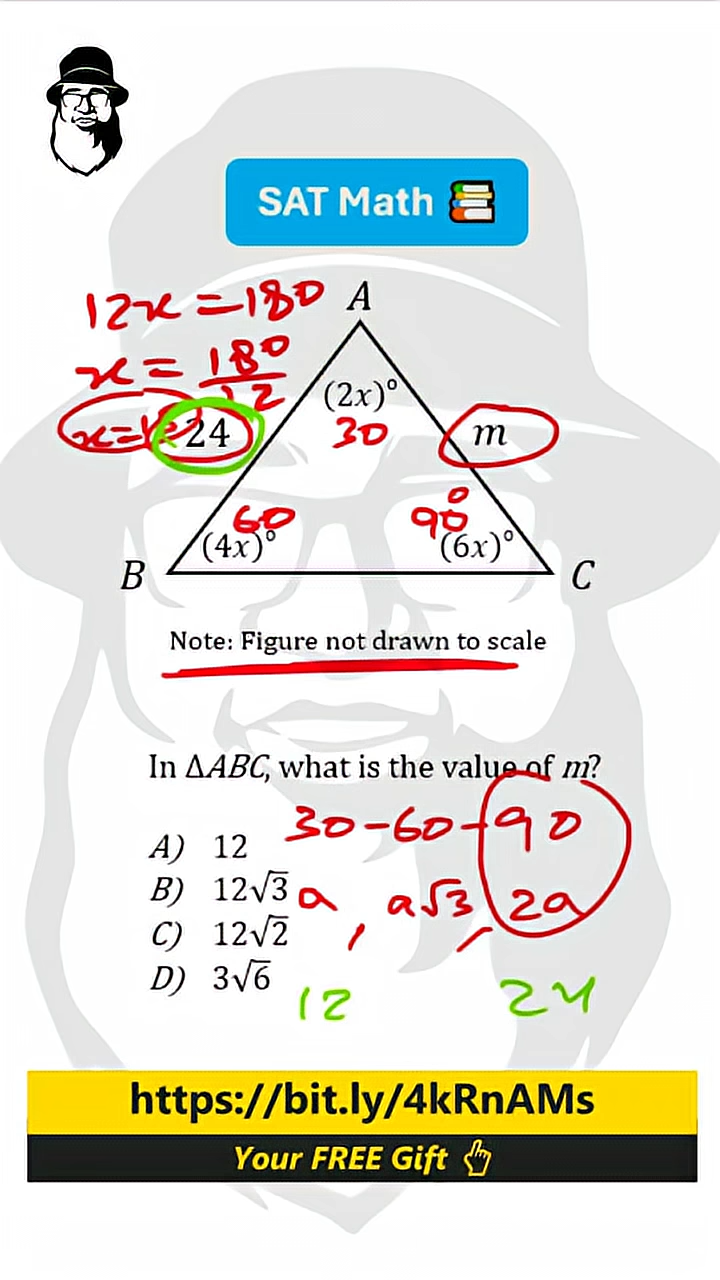 SAT Math
12x = 180
A
x = 180
12
(2x)°
24
30
m
60
90°
(4x)°
(6x)°
B
C
Note: Figure not drawn to scale
In ΔABC, what is the value of m?
30-60-90
A) 12
B) 12√3
a, a√3, 2a
C) 12√2
D) 3√6
12
24
https://bit.ly/4kRnAMs
Your FREE Gift